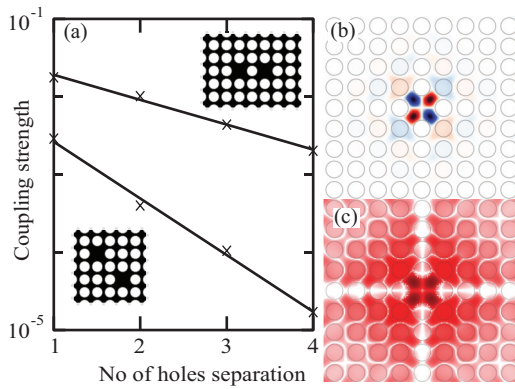 10-1
(a)
(b)
Coupling strength
(c)
10-5
1 2 3 4
No of holes separation